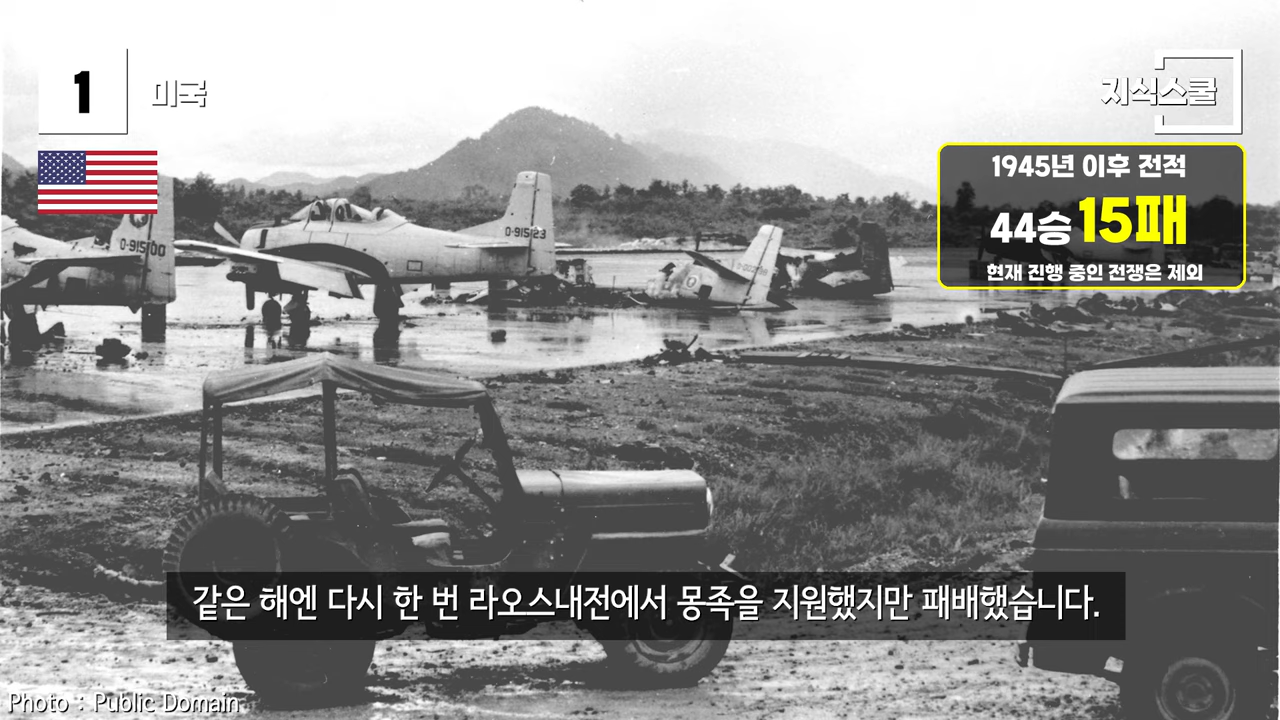 1
미국
지식스쿨
1945년 이후 전적
44승 15패
현재 진행 중인 전쟁은 제외
0-915100
0-915123
같은 해엔 다시 한 번 라오스내전에서 몽족을 지원했지만 패배했습니다.
Photo : Public Domain